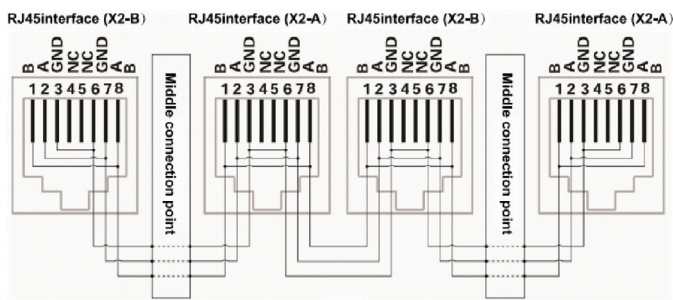 RJ45interface (X2-B) RJ45interface (X2-A) RJ45interface (X2-B) RJ45interface (X2-A)
B A GND NC NC GND A B B A GND NC NC GND A B B A GND NC NC GND A B B A GND NC NC GND A B
1 2 3 4 5 6 7 8 1 2 3 4 5 6 7 8 1 2 3 4 5 6 7 8 1 2 3 4 5 6 7 8
Middle connection point
Middle connection point